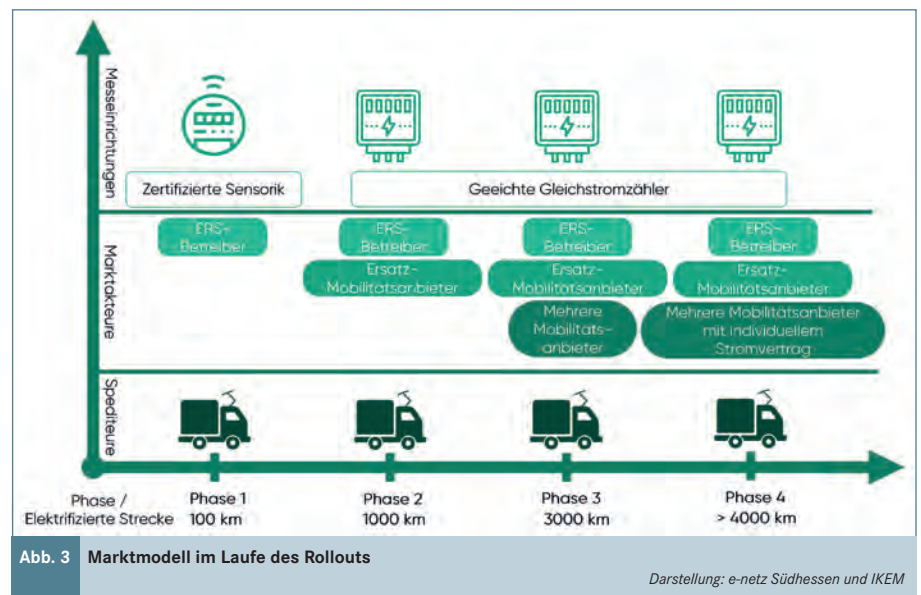 Messeinrichtungen
Zertifizierte Sensorik
Geeichte Gleichstromzähler
Marktakteure
ERS-
Betreiber
ERS-
Betreiber
Ersatz-
Mobilitätsanbieter
ERS-
Betreiber
Ersatz-
Mobilitätsanbieter
Mehrere
Mobilitäts-
anbieter
ERS-
Betreiber
Ersatz-
Mobilitätsanbieter
Mehrere Mobilitätsanbieter
mit individuellem
Stromvertrag
Spediteure
Phase /
Elektrifizierte Strecke
Phase 1
100 km
Phase 2
1000 km
Phase 3
3000 km
Phase 4
> 4000 km
Abb. 3 Marktmodell im Laufe des Rollouts
Darstellung: e-netz Südhessen und IKEM